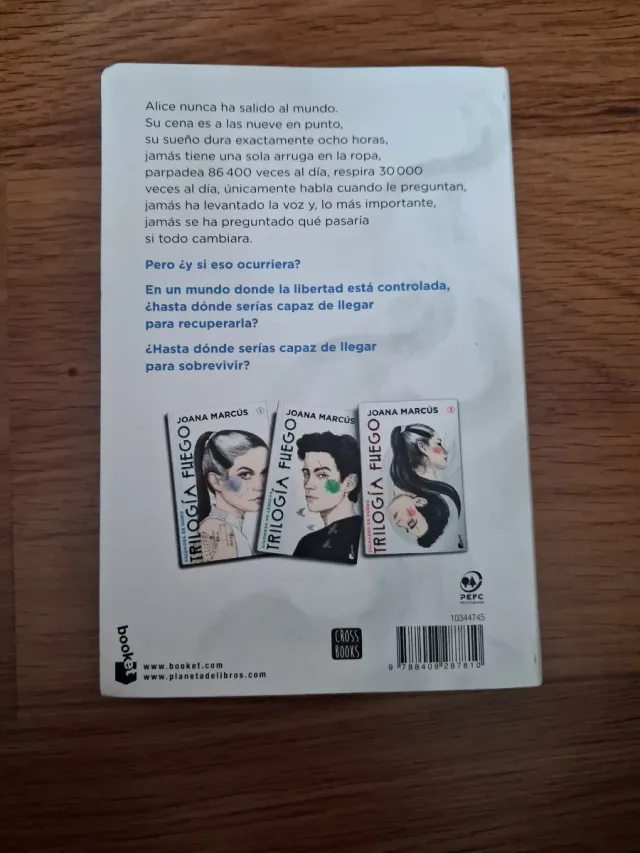 Alice nunca ha salido al mundo.
Su cena es a las nueve en punto,
su sueño dura exactamente ocho horas,
jamás tiene una sola arruga en la ropa,
parpadea 86 400 veces al día, respira 30 000
veces al día, únicamente habla cuando le preguntan,
jamás ha levantado la voz y, lo más importante,
jamás se ha preguntado qué pasaría
si todo cambiara.
Pero ¿y si eso ocurriera?
En un mundo donde la libertad está controlada,
¿hasta dónde serías capaz de llegar
para recuperarla?
¿Hasta dónde serías capaz de llegar
para sobrevivir?
JOANA MARCÚS 1
TRILOGÍA FUEGO
JOANA MARCÚS
TRILOGÍA FUEGO
JOANA MARCÚS 3
TRILOGÍA FUEGO
PEFC
10344745
CROSS
BOOKS
9 788408 287810
booket
www.booket.com
www.planetadelibros.com